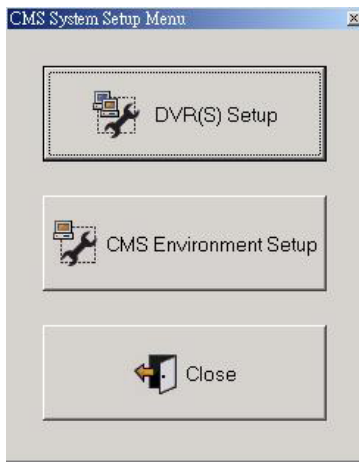 CMS System Setup Menu
DVR(S) Setup
CMS Environment Setup
Close